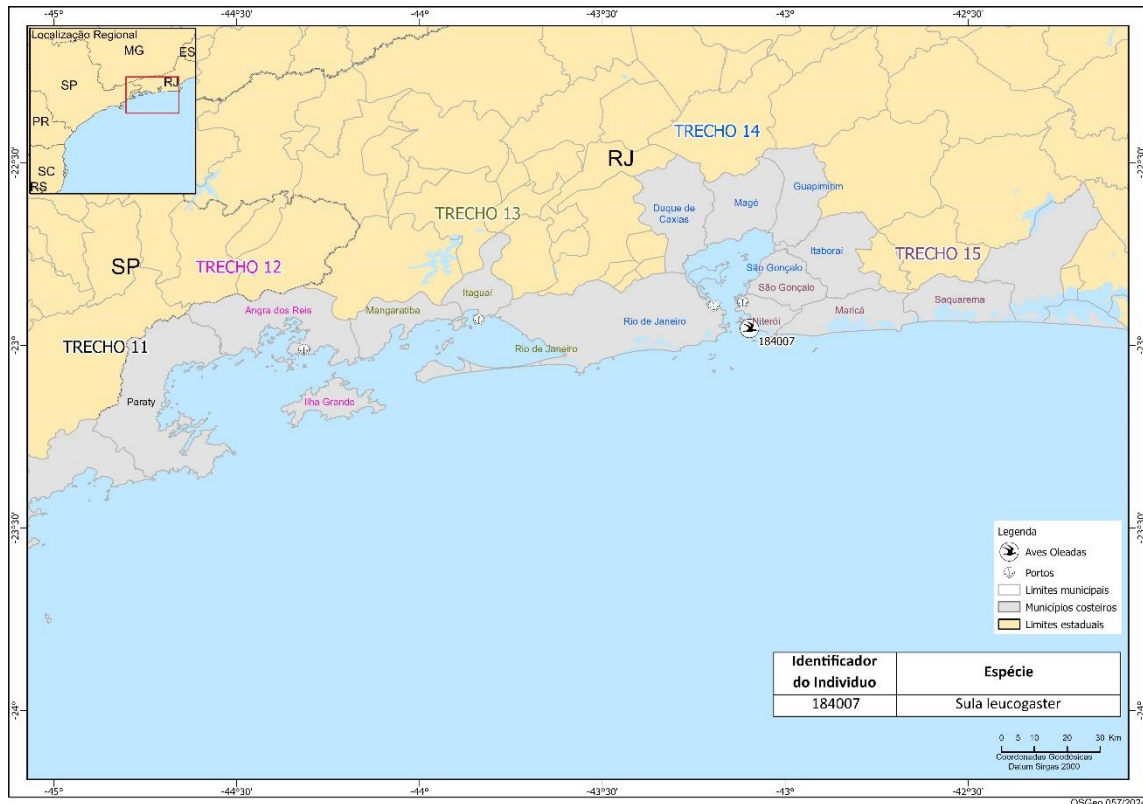 -45°
-44°30'
-44°
-43°30'
-43°
-42°30'
Localização Regional
MG
ES
SP
RJ
PR
SC
RS
-22°30'
-22°30'
TRECHO 14
RJ
Guapimirim
Duque de
Caxias
Magé
TRECHO 13
Itaboraí
TRECHO 15
SP
TRECHO 12
São Gonçalo
São Gonçalo
Itaguaí
Saquarema
Angra dos Reis
Mangaratiba
Maricá
Rio de Janeiro
Niterói
184007
-23°
-23°
TRECHO 11
Rio de Janeiro
Paraty
Ilha Grande
-23°30'
-23°30'
Legenda
Aves Oleadas
Portos
Limites municipais
Municípios costeiros
Limites estaduais
Identificador
do Individuo
Espécie
184007
Sula leucogaster
-24°
-24°
0 5 10 20 30 Km
Coordenadas Geodésicas
Datum Sirgas 2000
-45°
-44°30'
-44°
-43°30'
-43°
-42°30'